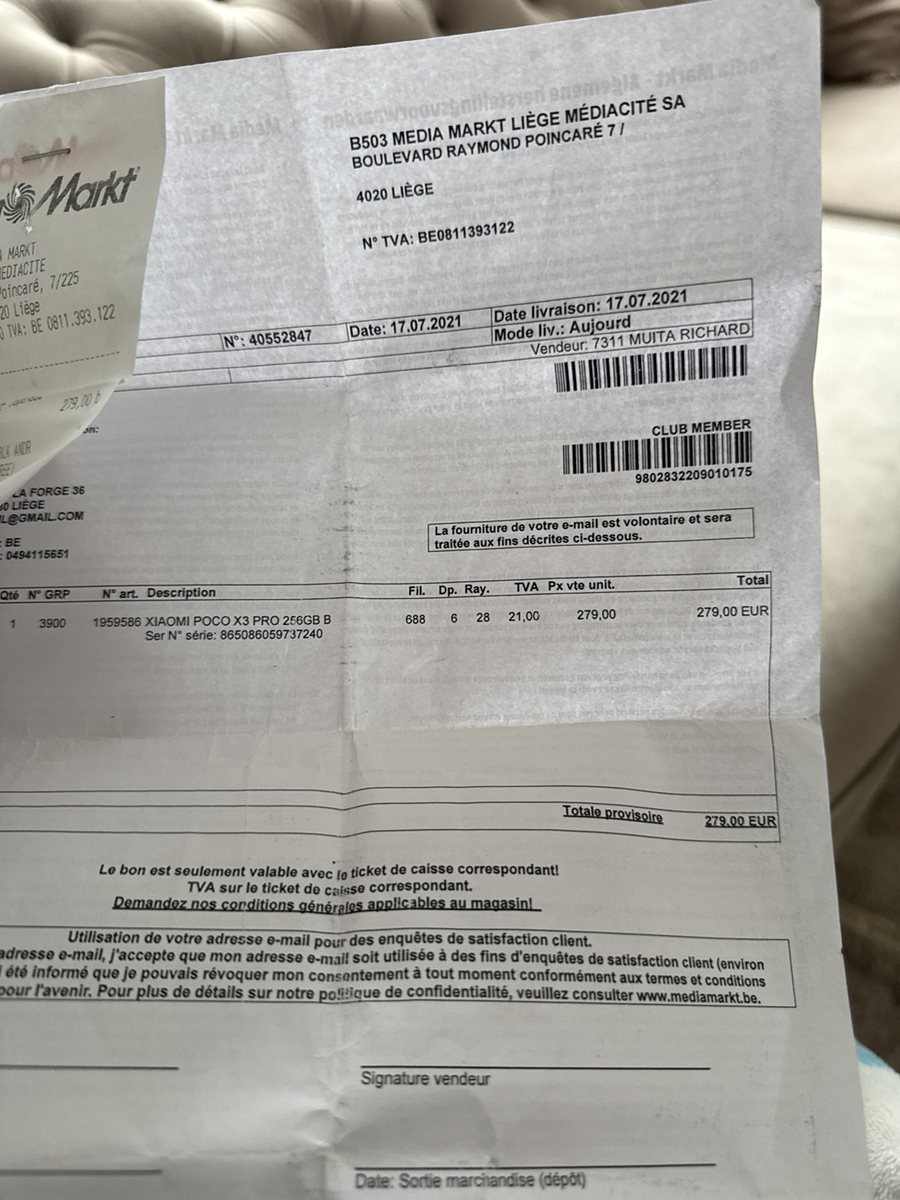 B503 MEDIA MARKT LIÈGE MÉDIACITÉ SA
BOULEVARD RAYMOND POINCARÉ 7 /
4020 LIÈGE
N° TVA: BE0811393122
Markt
MARKT
MEDIACITE
Poincaré, 7/225
20 Liège
TVA: BE 0811.393.122
279,00 b
BLK ANDR
N°: 40552847 Date: 17.07.2021 Date livraison: 17.07.2021
Mode liv.: Aujourd
Vendeur: 7311 MUITA RICHARD
CLUB MEMBER
9802832209010175
on:
LA FORGE 36
LIÈGE
L@GMAIL.COM
: BE
: 0494115651
La fourniture de votre e-mail est volontaire et sera
traitée aux fins décrites ci-dessous.
Qté N° GRP N° art. Description Fil. Dp. Ray. TVA Px vte unit. Total
1 3900 1959586 XIAOMI POCO X3 PRO 256GB B 688 6 28 21,00 279,00 279,00 EUR
Ser N° série: 865086059737240
Totale provisoire 279,00 EUR
Le bon est seulement valable avec le ticket de caisse correspondant!
TVA sur le ticket de caisse correspondant.
Demandez nos conditions générales applicables au magasin!
Utilisation de votre adresse e-mail pour des enquêtes de satisfaction client.
adresse e-mail, j'accepte que mon adresse e-mail soit utilisée à des fins d'enquêtes de satisfaction client (environ
été informé que je pouvais révoquer mon consentement à tout moment conformément aux termes et conditions
pour l'avenir. Pour plus de détails sur notre politique de confidentialité, veuillez consulter www.mediamarkt.be.
Signature vendeur
Date: Sortie marchandise (dépôt)